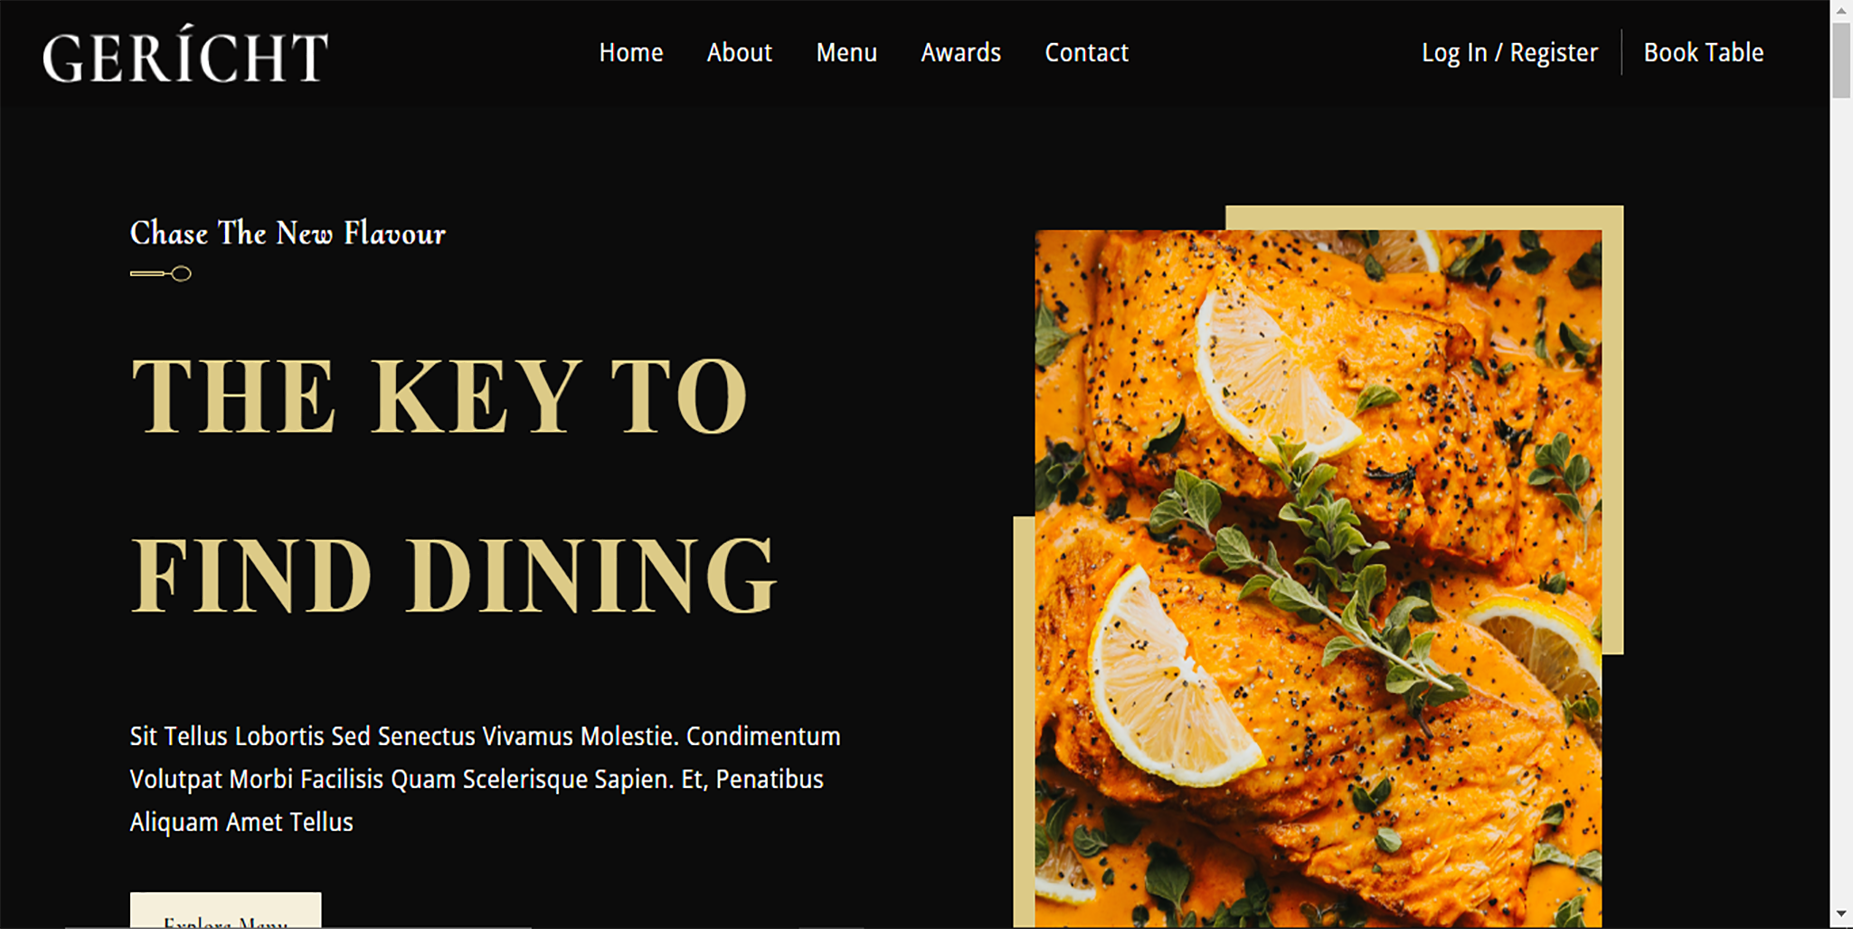 GERÍCHT
Home About Menu Awards Contact
Log In / Register Book Table
Chase The New Flavour
THE KEY TO
FIND DINING
Sit Tellus Lobortis Sed Senectus Vivamus Molestie. Condimentum
Volutpat Morbi Facilisis Quam Scelerisque Sapien. Et, Penatibus
Aliquam Amet Tellus
Explore Menu